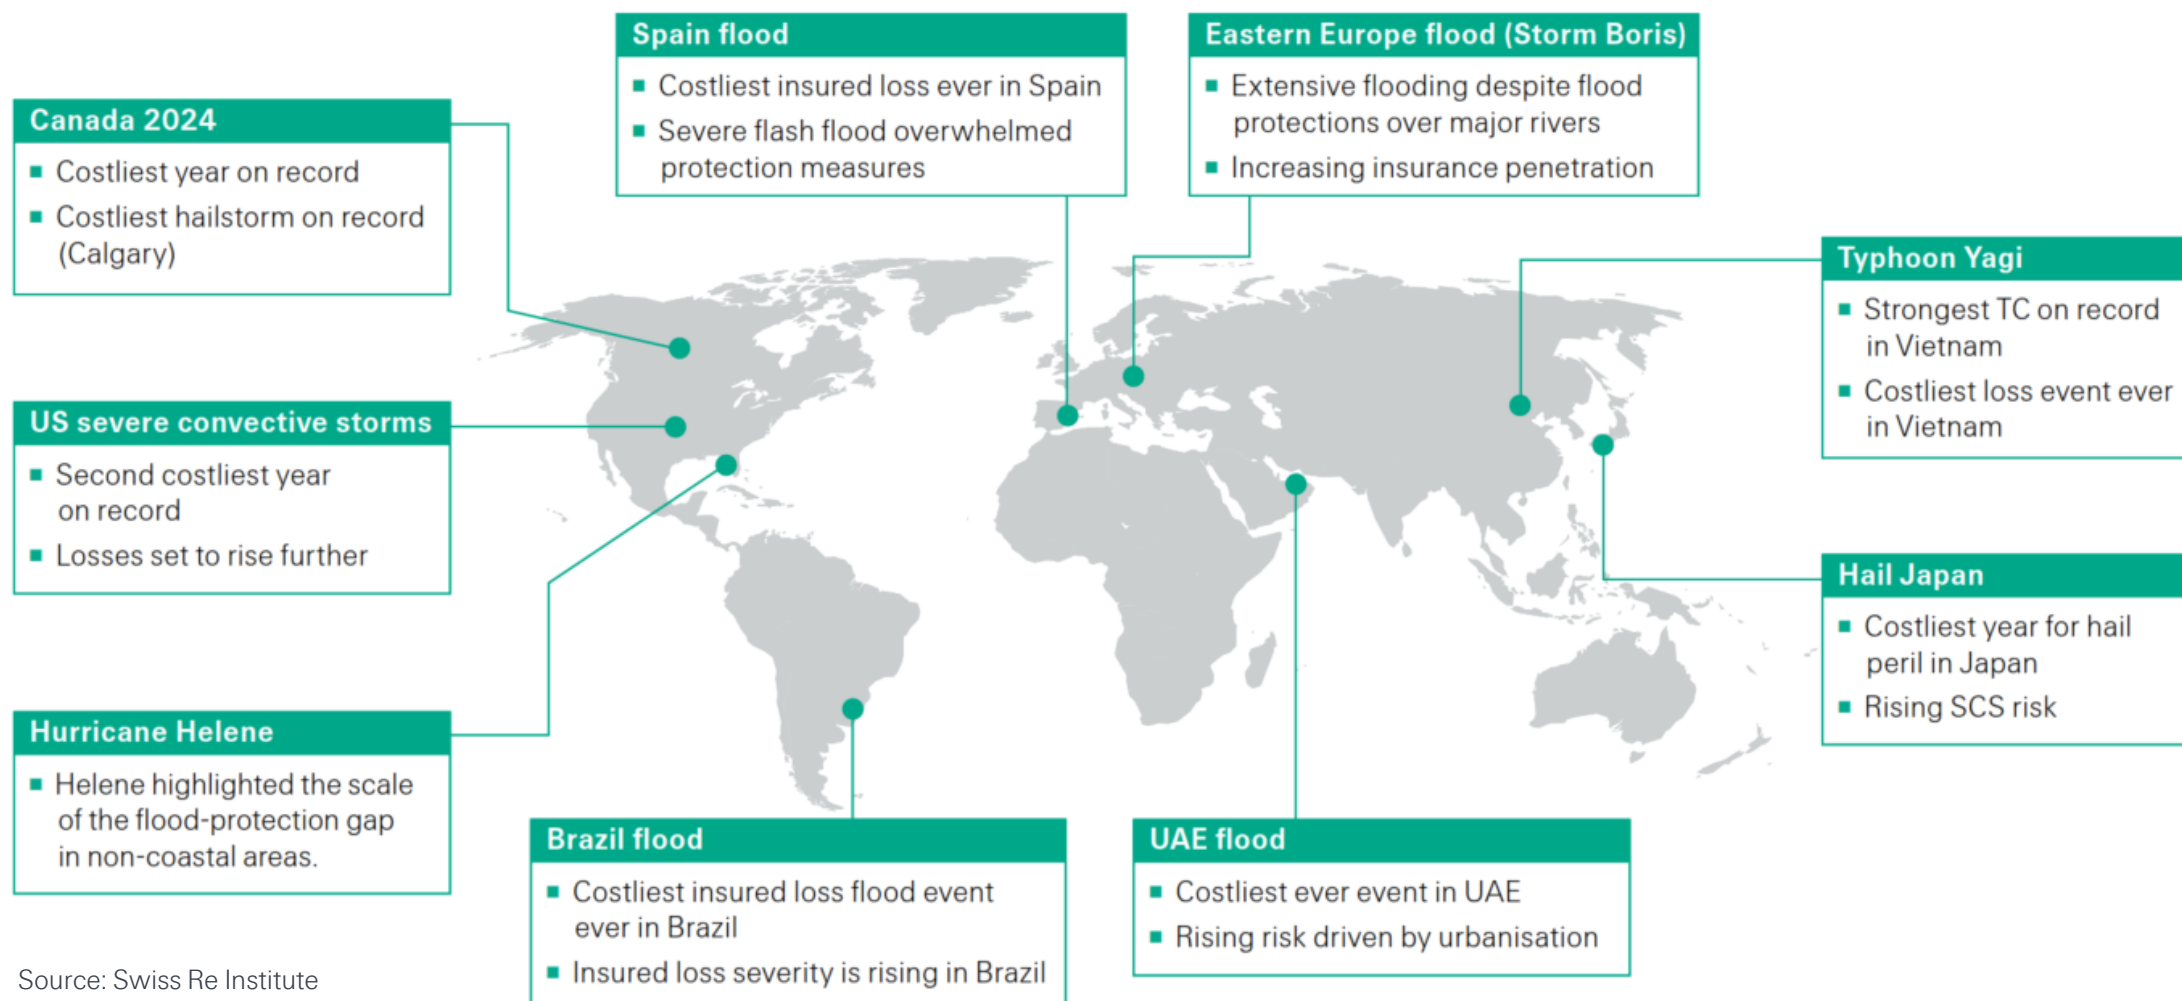 Spain flood
▪ Costliest insured loss ever in Spain
▪ Severe flash flood overwhelmed
protection measures
Eastern Europe flood (Storm Boris)
▪ Extensive flooding despite flood
protections over major rivers
▪ Increasing insurance penetration
Canada 2024
▪ Costliest year on record
▪ Costliest hailstorm on record
(Calgary)
Typhoon Yagi
▪ Strongest TC on record
in Vietnam
▪ Costliest loss event ever
in Vietnam
US severe convective storms
▪ Second costliest year
on record
▪ Losses set to rise further
Hail Japan
▪ Costliest year for hail
peril in Japan
▪ Rising SCS risk
Hurricane Helene
▪ Helene highlighted the scale
of the flood-protection gap
in non-coastal areas.
Brazil flood
▪ Costliest insured loss flood event
ever in Brazil
▪ Insured loss severity is rising in Brazil
UAE flood
▪ Costliest ever event in UAE
▪ Rising risk driven by urbanisation
Source: Swiss Re Institute